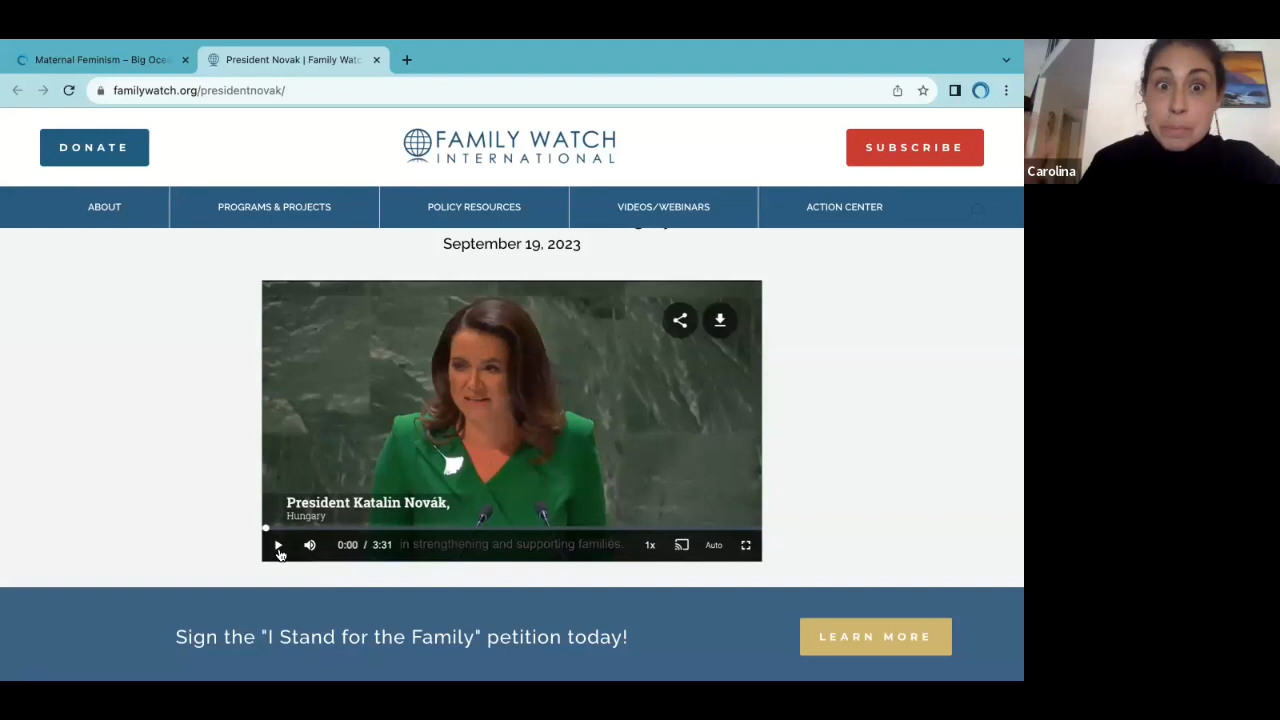 Maternal Feminism – Big Oce
President Novak | Family Watc
familywatch.org/presidentnovak/
DONATE
FAMILY WATCH
INTERNATIONAL
SUBSCRIBE
ABOUT
PROGRAMS & PROJECTS
POLICY RESOURCES
VIDEOS/WEBINARS
ACTION CENTER
September 19, 2023
President Katalin Novák,
Hungary
0:00 / 3:31
in strengthening and supporting families.
1x
Auto
Sign the "I Stand for the Family" petition today!
LEARN MORE
Carolina